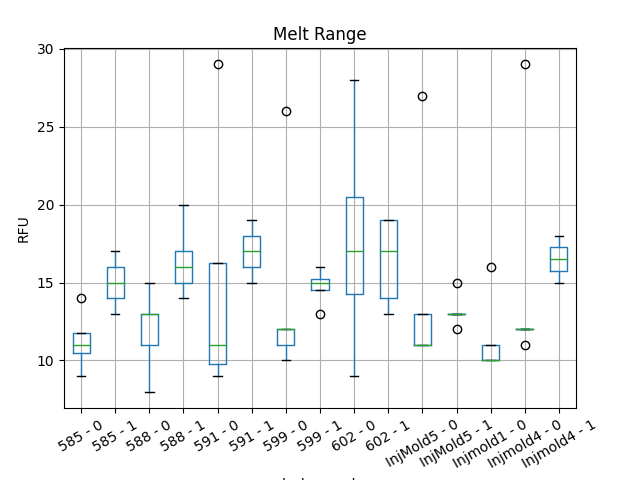 Melt Range
RFU
30
25
20
15
10
585 - 0
585 - 1
588 - 0
588 - 1
591 - 0
591 - 1
599 - 0
599 - 1
602 - 0
602 - 1
InjMold5 - 0
InjMold5 - 1
Injmold1 - 0
Injmold4 - 0
Injmold4 - 1